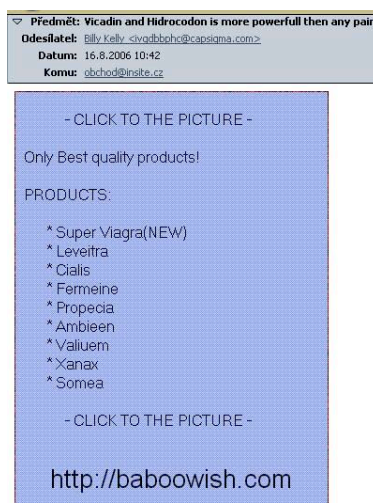 Předmět: Vicadin and Hidrocodon is more powerfull then any pain
Odesílatel: Billy Kelly <ivqdbbphc@capsigma.com>
Datum: 16.8.2006 10:42
Komu: obchod@insite.cz
- CLICK TO THE PICTURE -
Only Best quality products!
PRODUCTS:
* Super Viagra(NEW)
* Leveitra
* Cialis
* Fermeine
* Propecia
* Ambieen
* Valiuem
* Xanax
* Somea
- CLICK TO THE PICTURE -
http://baboowish.com